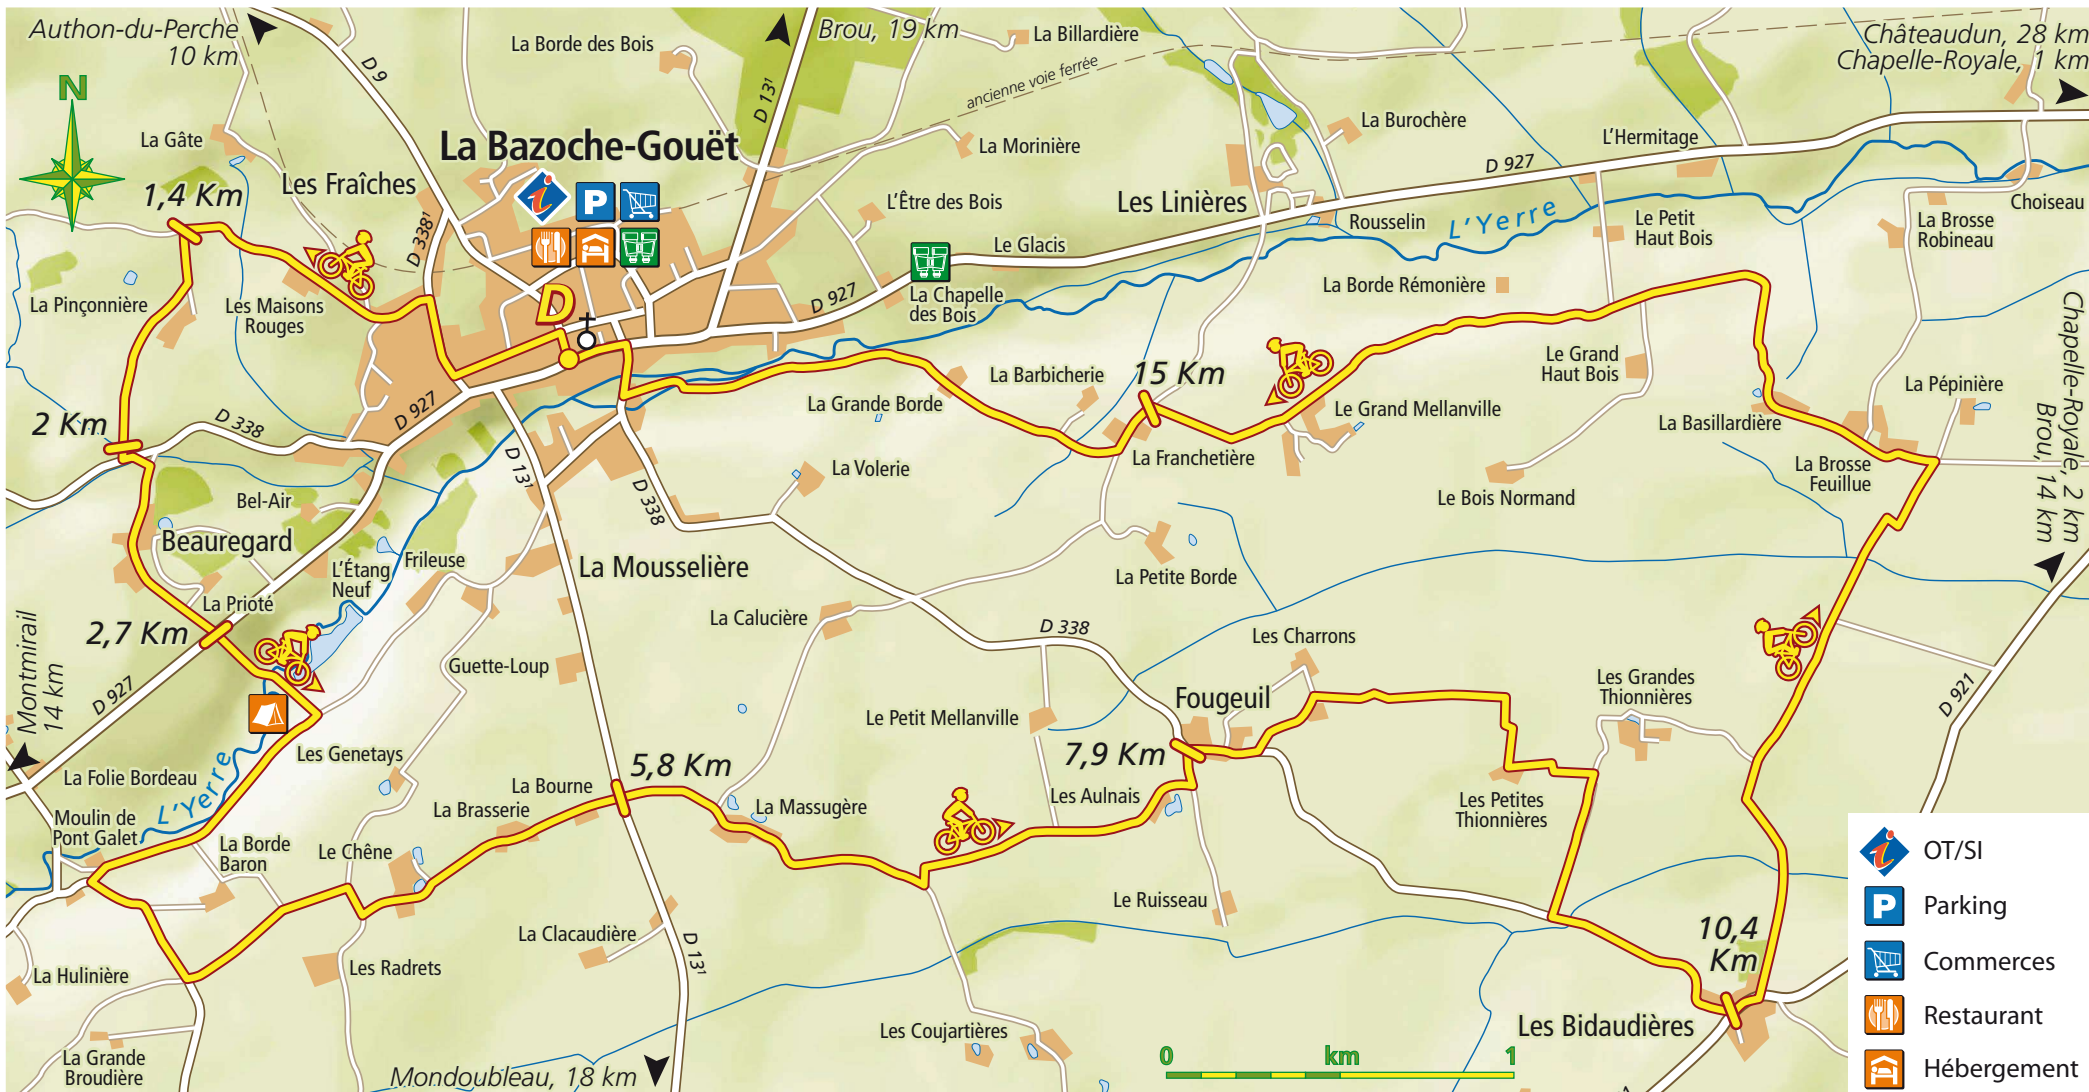 Authon-du-Perche
10 km
D 9
La Borde des Bois
D 13¹
Brou, 19 km
La Billardière
ancienne voie ferrée
Châteaudun, 28 km
Chapelle-Royale, 1 km
N
La Gâte
Les Fraîches
La Bazoche-Gouët
i
P
La Morinière
La Burochère
L'Hermitage
D 927
1,4 Km
D 338¹
L'Être des Bois
Les Linières
Rousselin
L'Yerre
Le Petit
Haut Bois
La Brosse
Robineau
Choiseau
Le Glacis
La Pinçonnière
Les Maisons
Rouges
D
D 927
La Chapelle
des Bois
La Borde Rémonière
Chapelle-Royale, 2 km
Brou, 14 km
2 Km
D 338
D 927
La Grande Borde
La Barbicherie
15 Km
Le Grand
Haut Bois
Le Grand Mellanville
La Pépinière
La Basillardière
La Franchetière
La Brosse
Feuillue
Bel-Air
D 13¹
D 338
La Volerie
Le Bois Normand
Beauregard
L'Étang
Neuf
Frileuse
La Mousselière
La Petite Borde
La Prioté
2,7 Km
La Calucière
D 338
Les Charrons
Montmirail
14 km
D 927
Guette-Loup
Fougeuil
Les Grandes
Thionnières
D 921
Le Petit Mellanville
7,9 Km
Les Genetays
5,8 Km
La Folie Bordeau
L'Yerre
Moulin de
Pont Galet
La Bourne
La Brasserie
La Massugère
Les Aulnais
Les Petites
Thionnières
La Borde
Baron
Le Chêne
Le Ruisseau
La Clacaudière
D 13¹
La Hulinière
Les Radrets
10,4
Km
Les Coujartières
Les Bidaudières
La Grande
Broudière
Mondoubleau, 18 km
0 km 1
i OT/SI
P Parking
Commerces
Restaurant
Hébergement